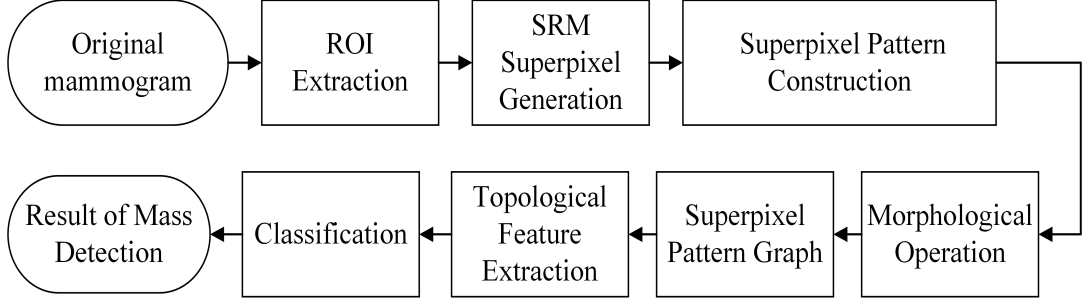 Original
mammogram
ROI
Extraction
SRM
Superpixel
Generation
Superpixel Pattern
Construction
Morphological
Operation
Superpixel
Pattern Graph
Topological
Feature
Extraction
Classification
Result of Mass
Detection